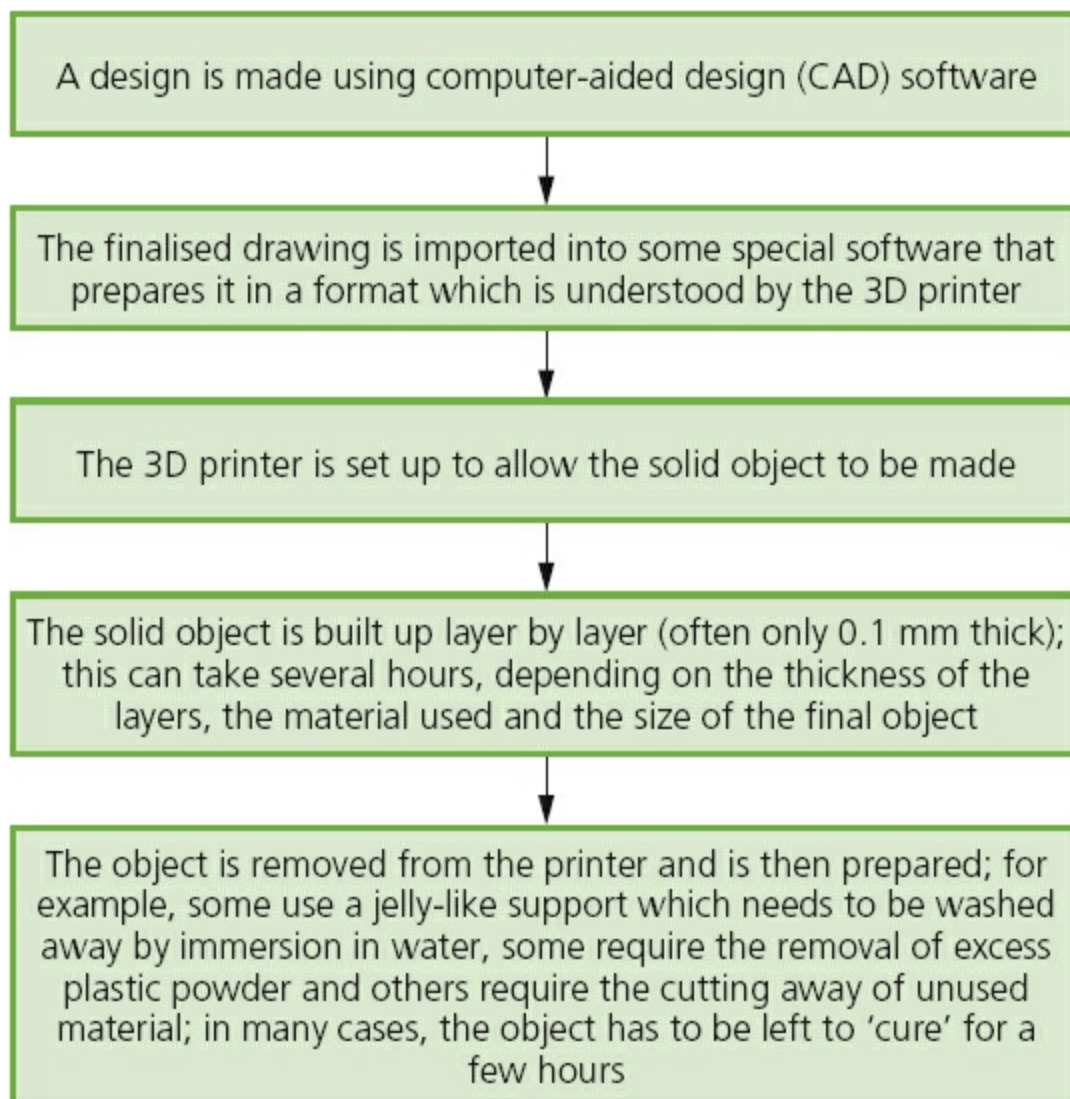 A design is made using computer-aided design (CAD) software
The finalised drawing is imported into some special software that
prepares it in a format which is understood by the 3D printer
The 3D printer is set up to allow the solid object to be made
The solid object is built up layer by layer (often only 0.1 mm thick);
this can take several hours, depending on the thickness of the
layers, the material used and the size of the final object
The object is removed from the printer and is then prepared; for
example, some use a jelly-like support which needs to be washed
away by immersion in water, some require the removal of excess
plastic powder and others require the cutting away of unused
material; in many cases, the object has to be left to ‘cure’ for a
few hours